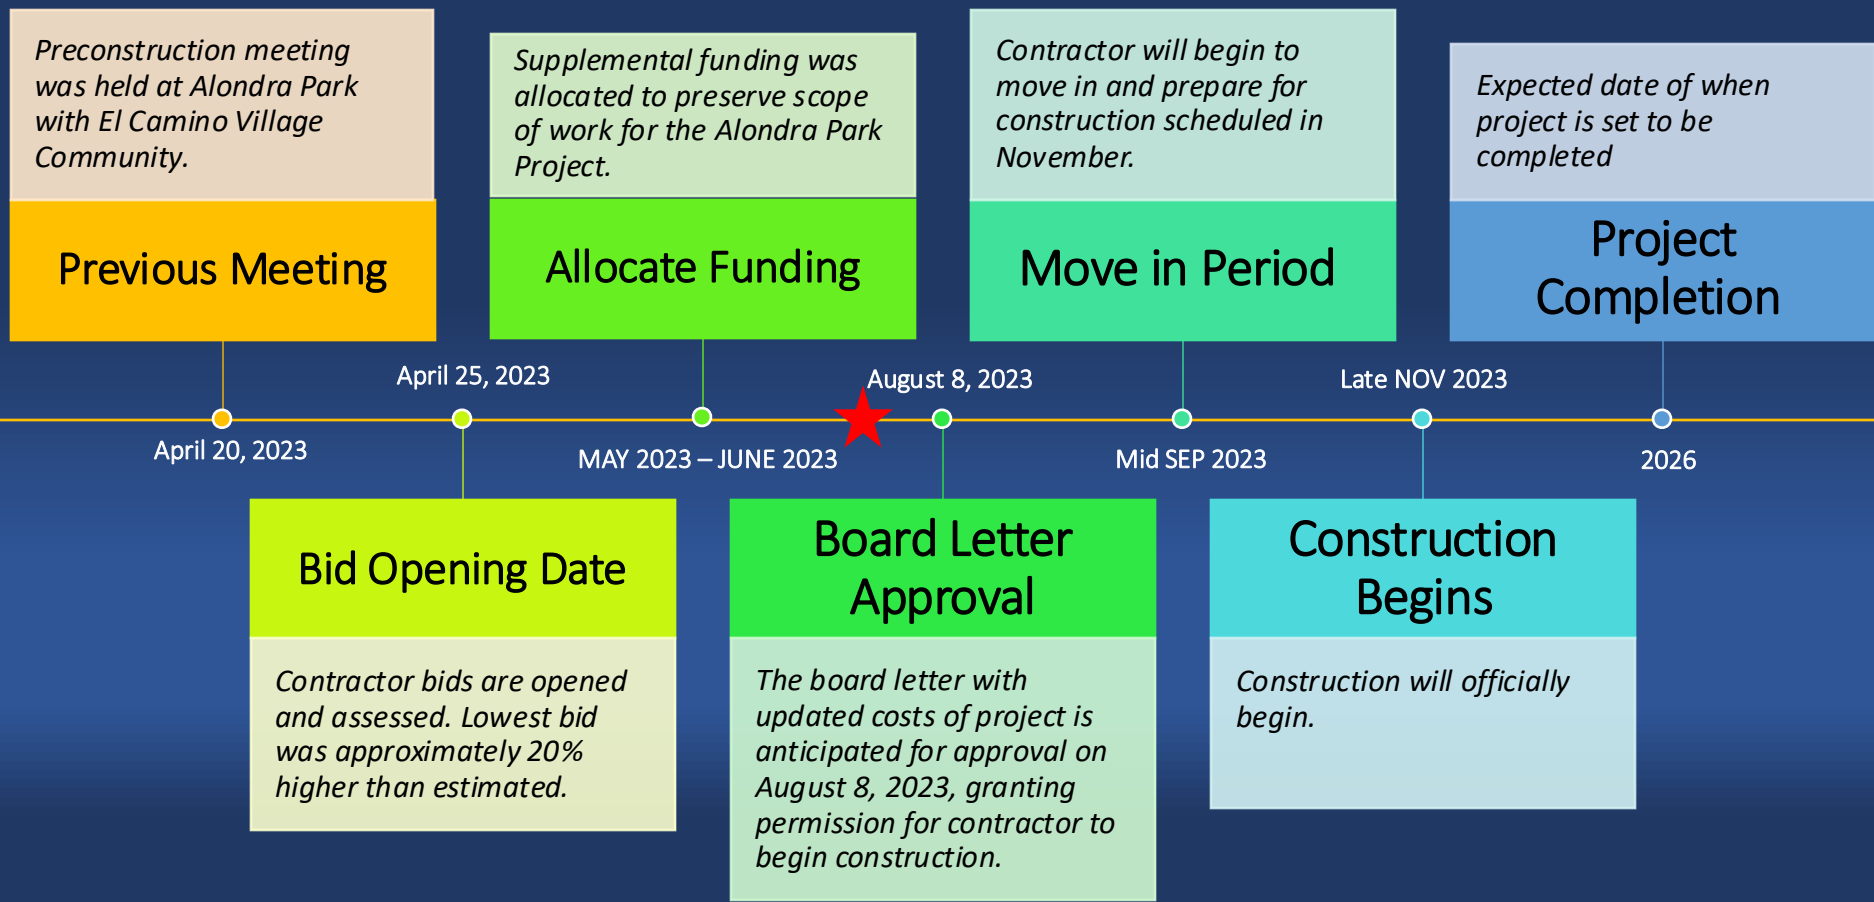 Preconstruction meeting
was held at Alondra Park
with El Camino Village
Community.
Previous Meeting
April 20, 2023
April 25, 2023
Bid Opening Date
Contractor bids are opened
and assessed. Lowest bid
was approximately 20%
higher than estimated.
Supplemental funding was
allocated to preserve scope
of work for the Alondra Park
Project.
Allocate Funding
MAY 2023 – JUNE 2023
August 8, 2023
Board Letter
Approval
The board letter with
updated costs of project is
anticipated for approval on
August 8, 2023, granting
permission for contractor to
begin construction.
Contractor will begin to
move in and prepare for
construction scheduled in
November.
Move in Period
Mid SEP 2023
Late NOV 2023
Construction
Begins
Construction will officially
begin.
Expected date of when
project is set to be
completed
Project
Completion
2026